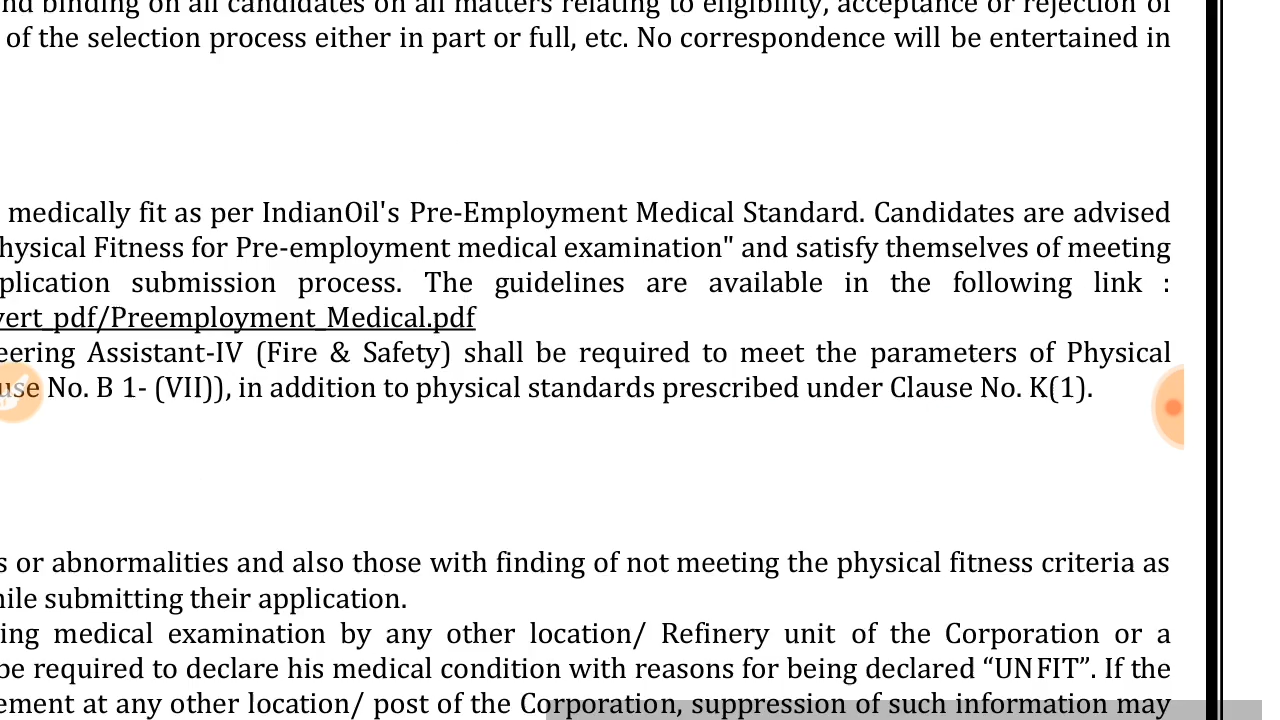 nd binding on all candidates on all matters relating to eligibility, acceptance or rejection of
of the selection process either in part or full, etc. No correspondence will be entertained in
medically fit as per IndianOil's Pre-Employment Medical Standard. Candidates are advised
hysical Fitness for Pre-employment medical examination" and satisfy themselves of meeting
plication submission process. The guidelines are available in the following link :
vert_pdf/Preemployment_Medical.pdf
eering Assistant-IV (Fire & Safety) shall be required to meet the parameters of Physical
use No. B 1- (VII)), in addition to physical standards prescribed under Clause No. K(1).
s or abnormalities and also those with finding of not meeting the physical fitness criteria as
hile submitting their application.
ing medical examination by any other location/ Refinery unit of the Corporation or a
be required to declare his medical condition with reasons for being declared “UNFIT”. If the
ement at any other location/ post of the Corporation, suppression of such information may